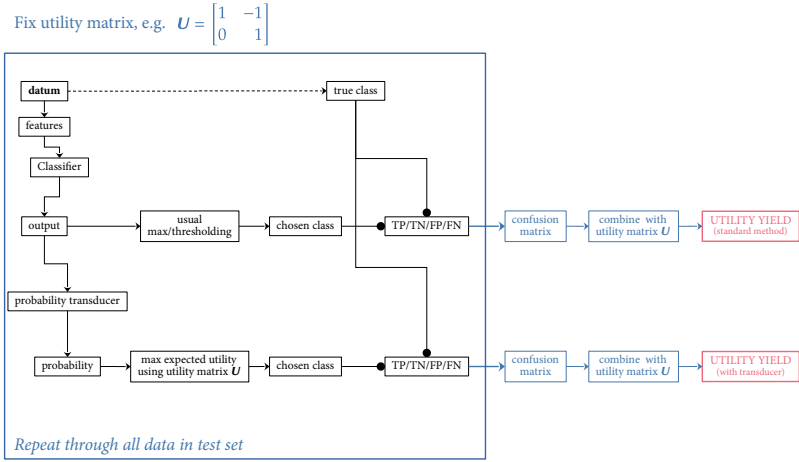 Fix utility matrix, e.g. U = [1 −1
0 1]
datum
true class
features
Classifier
output
usual
max/thresholding
chosen class
TP/TN/FP/FN
confusion
matrix
combine with
utility matrix U
UTILITY YIELD
(standard method)
probability transducer
probability
max expected utility
using utility matrix U
chosen class
TP/TN/FP/FN
confusion
matrix
combine with
utility matrix U
UTILITY YIELD
(with transducer)
Repeat through all data in test set